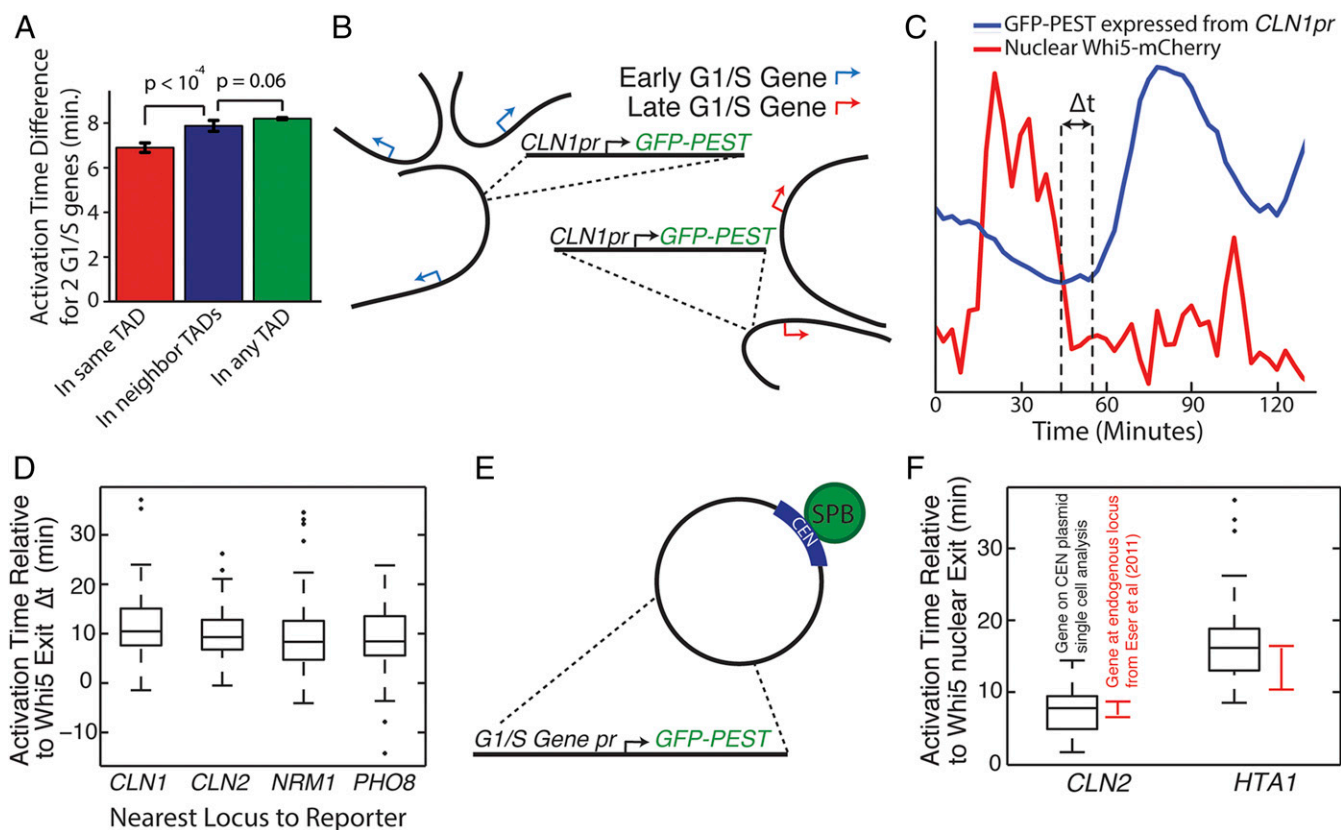 A
Activation Time Difference
for 2 G1/S genes (min.)
p < 10⁻⁴
p = 0.06
8
6
4
2
0
In same TAD
In neighbor TADs
In any TAD
B
Early G1/S Gene
Late G1/S Gene
CLN1pr GFP-PEST
CLN1pr GFP-PEST
C
GFP-PEST expressed from CLN1pr
Nuclear Whi5-mCherry
Δt
0 30 60 90 120
Time (Minutes)
D
Activation Time Relative
to Whi5 Exit Δt (min)
30
20
10
0
−10
CLN1 CLN2 NRM1 PHO8
Nearest Locus to Reporter
E
SPB
CEN
G1/S Gene pr GFP-PEST
F
Activation Time Relative
to Whi5 nuclear Exit (min)
30
20
10
0
Gene on CEN plasmid
single cell analysis
Gene at endogenous locus
from Eser et al (2011)
CLN2 HTA1